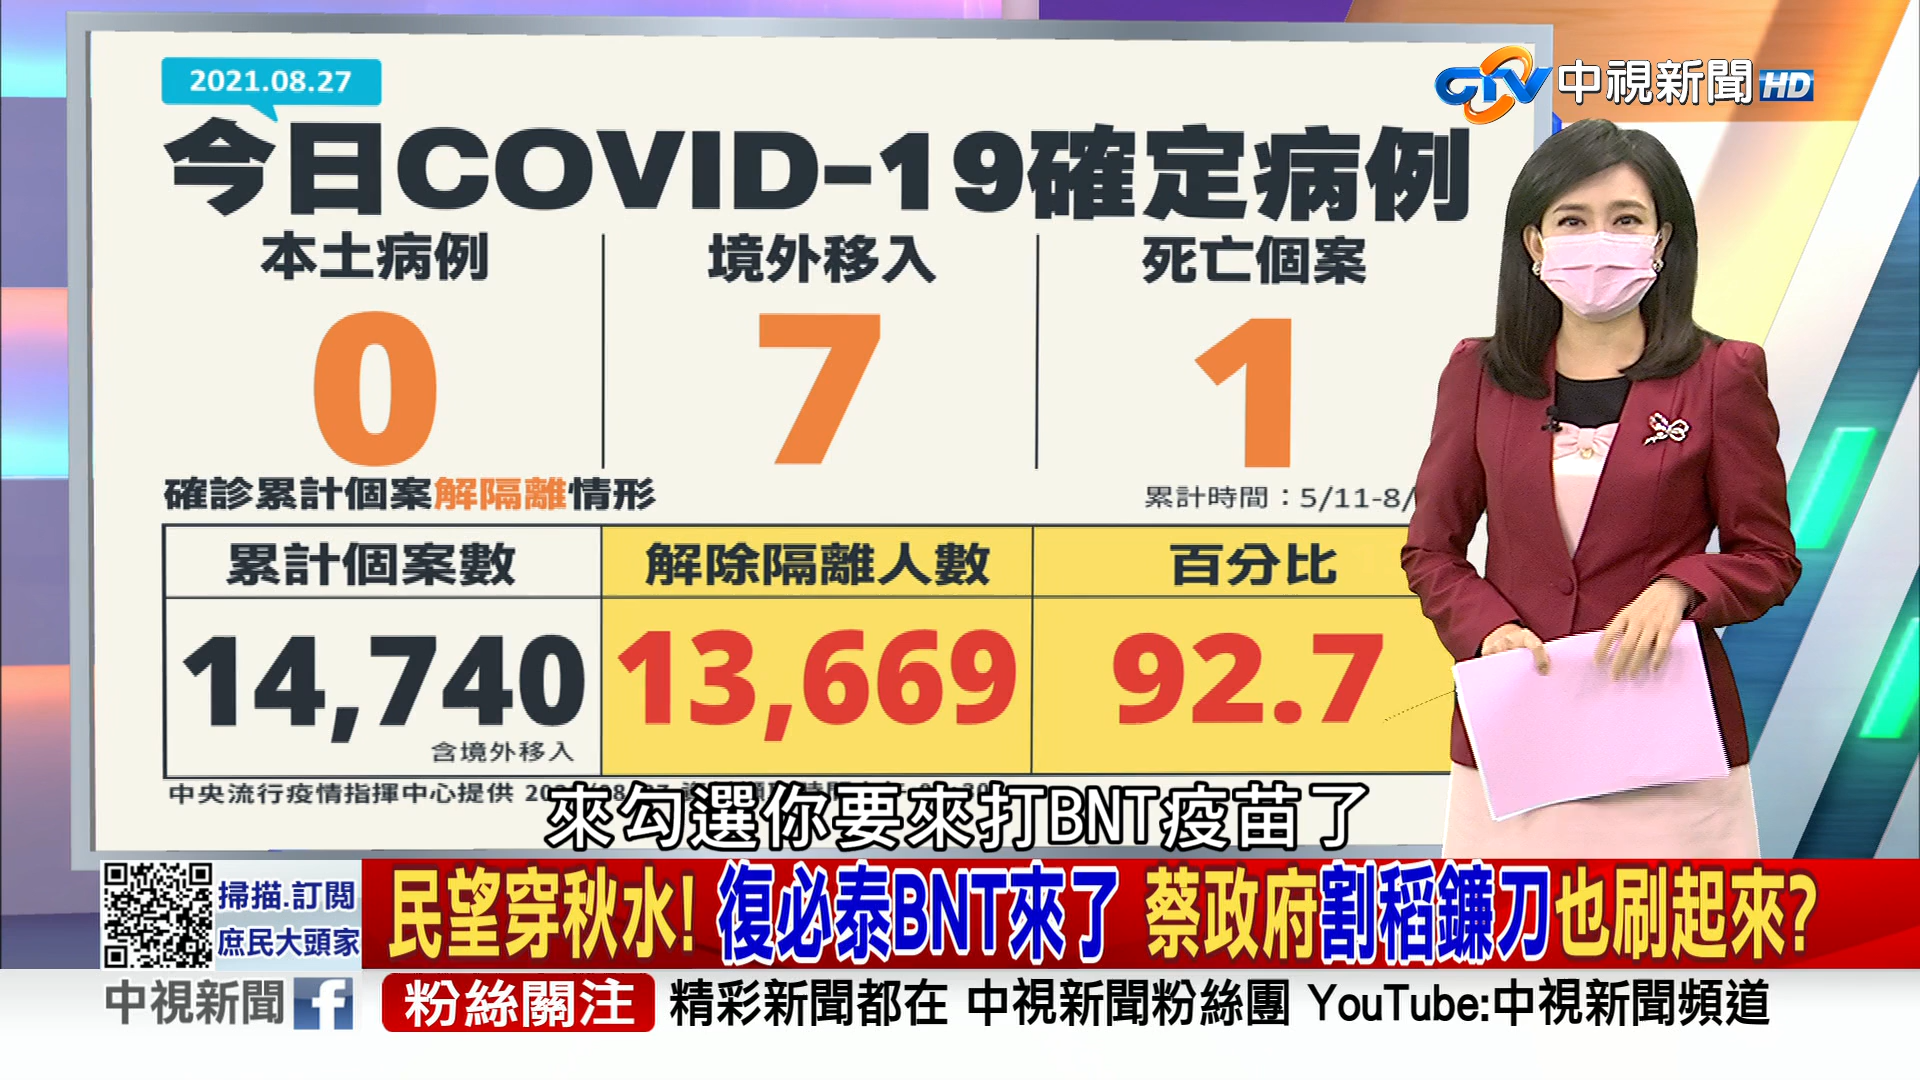 2021.08.27
CTV中視新聞HD
今日COVID-19確定病例
本土病例 境外移入 死亡個案
0 7 1
確診累計個案解隔離情形
累計時間：5/11-8/
累計個案數 解除隔離人數 百分比
14,740 13,669 92.7
含境外移入
中央流行疫情指揮中心提供
來勾選你要來打BNT疫苗了
掃描.訂閱
庶民大頭家
民望穿秋水! 復必泰BNT來了 蔡政府割稻鐮刀也刷起來?
中視新聞 f 粉絲關注 精彩新聞都在 中視新聞粉絲團 YouTube:中視新聞頻道